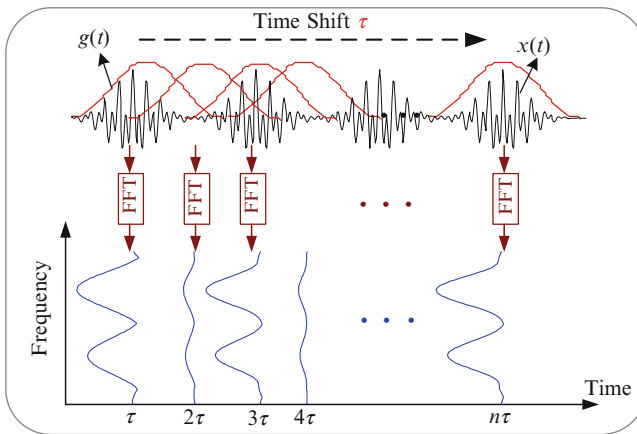 Time Shift τ
g(t)
x(t)
FFT
FFT
FFT
FFT
Frequency
Time
τ
2τ
3τ
4τ
nτ